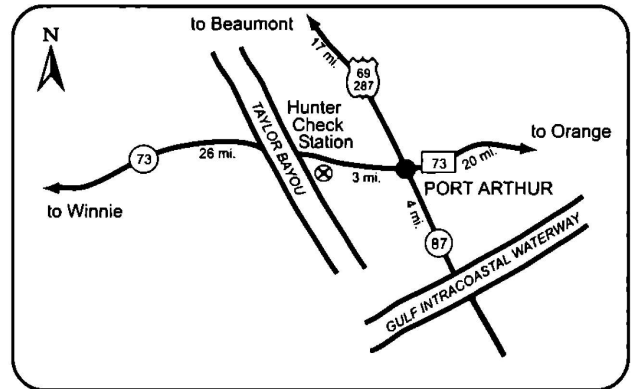 N
to Beaumont
17 mi.
69
287
Hunter
Check
Station
TAYLOR BAYOU
73
26 mi.
to Winnie
3 mi.
73
20 mi.
to Orange
PORT ARTHUR
4 mi.
87
GULF INTRACOASTAL WATERWAY